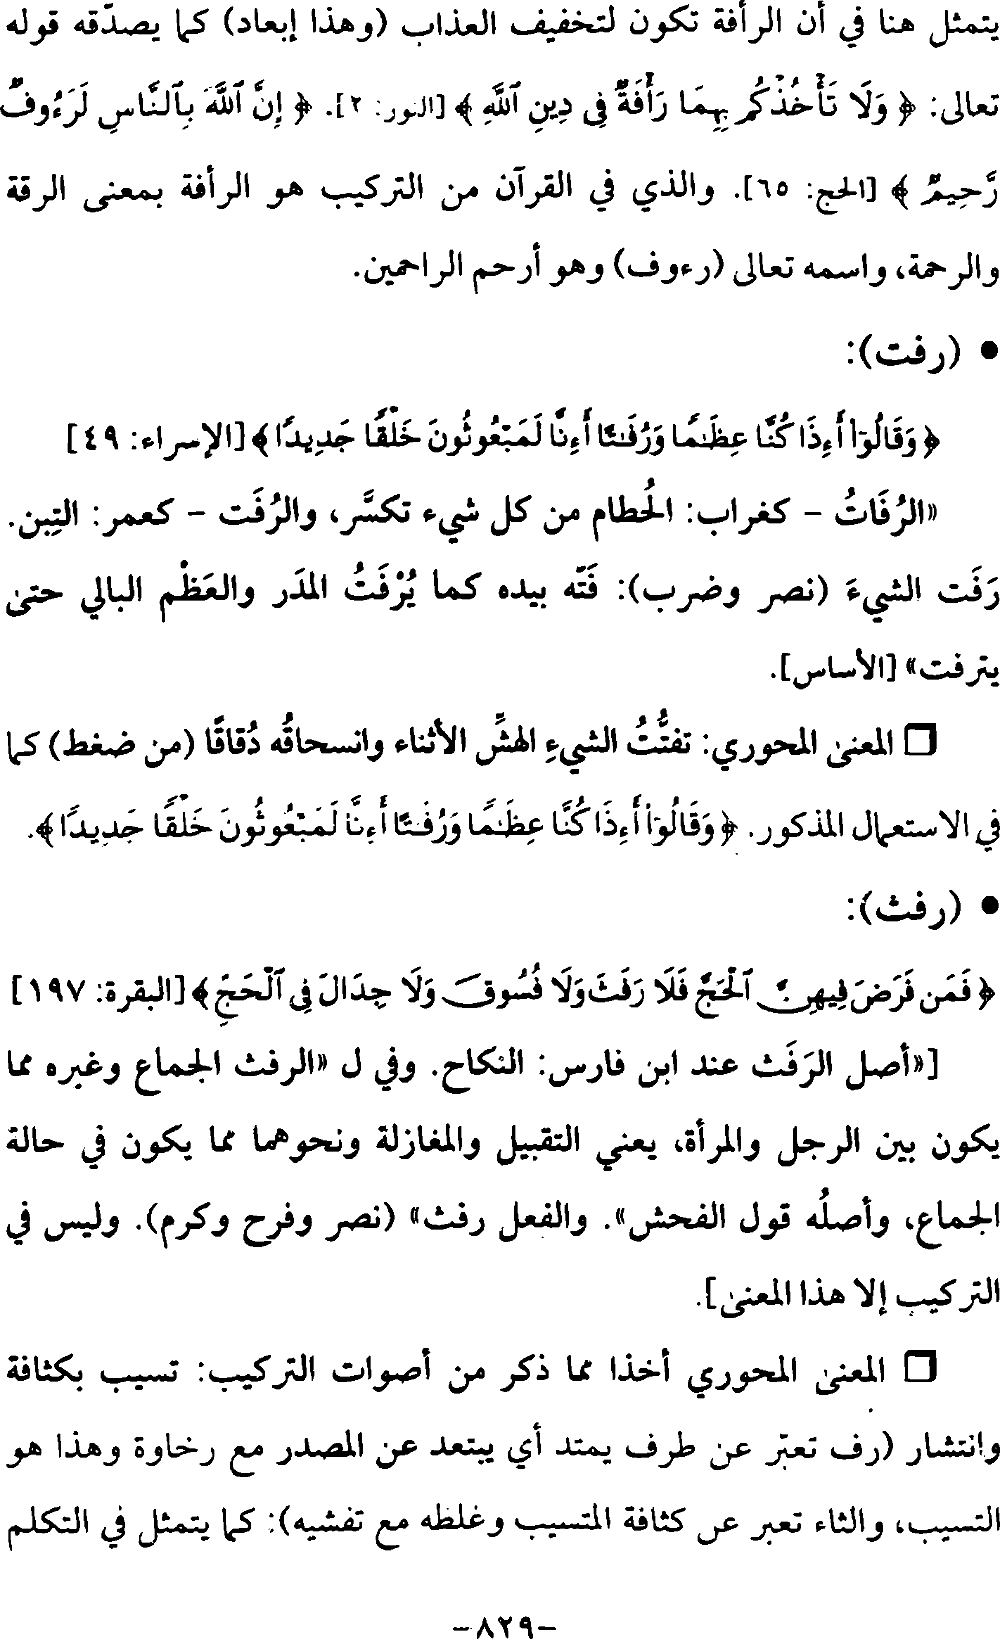 يتمثل هنا في أن الرأفة تكون لتخفيف العذاب (وهذا إبعاد) كما يصدّقه قوله
تعالى: ﴿ وَلَا تَأْخُذْكُم بِهِمَا رَأْفَةٌ فِى دِينِ ٱللَّهِ ﴾ [النور: ٢]. ﴿ إِنَّ ٱللَّهَ بِٱلنَّاسِ لَرَءُوفٌ
رَّحِيمٌ ﴾ [الحج: ٦٥]. والذي في القرآن من التركيب هو الرأفة بمعنى الرقة
والرحمة، واسمه تعالى (رءوف) وهو أرحم الراحمين.
● (رفت):
﴿ وَقَالُوٓا۟ أَءِذَا كُنَّا عِظَـٰمًا وَرُفَـٰتًا أَءِنَّا لَمَبْعُوثُونَ خَلْقًا جَدِيدًا ﴾ [الإسراء: ٤٩]
«الرُفَاتُ - كغراب: الحُطام من كل شيء تكسَّر، والرُفَت - كعمر: التِبن.
رَفَت الشيءَ (نصر وضرب): فَتّه بيده كما يُرْفَتُ المدَر والعَظْم البالي حتىٰ
يترفت» [الأساس].
❒ المعنىٰ المحوري: تفتُّتُ الشيءِ الهشِّ الأثناء وانسحاقُه دُقاقًا (من ضغط) كما
في الاستعمال المذكور. ﴿ وَقَالُوٓا۟ أَءِذَا كُنَّا عِظَـٰمًا وَرُفَـٰتًا أَءِنَّا لَمَبْعُوثُونَ خَلْقًا جَدِيدًا ﴾.
● (رفث):
﴿ فَمَن فَرَضَ فِيهِنَّ ٱلْحَجَّ فَلَا رَفَثَ وَلَا فُسُوقَ وَلَا جِدَالَ فِى ٱلْحَجِّ ﴾ [البقرة: ١٩٧]
[«أصل الرَفَث عند ابن فارس: النكاح. وفي ل «الرفث الجماع وغبره مما
يكون بين الرجل والمرأة، يعني التقبيل والمغازلة ونحوهما مما يكون في حالة
الجماع، وأصلُه قول الفحش». والفعل رفث» (نصر وفرح وكرم). وليس في
التركيب إلا هذا المعنىٰ].
❒ المعنىٰ المحوري أخذا مما ذكر من أصوات التركيب: تسيب بكثافة
وانتشار (رف تعبّر عن طرف يمتد أي يبتعد عن المصدر مع رخاوة وهذا هو
التسيب، والثاء تعبر عن كثافة المتسيب وغلظه مع تفشيه): كما يتمثل في التكلم
-٨٢٩-